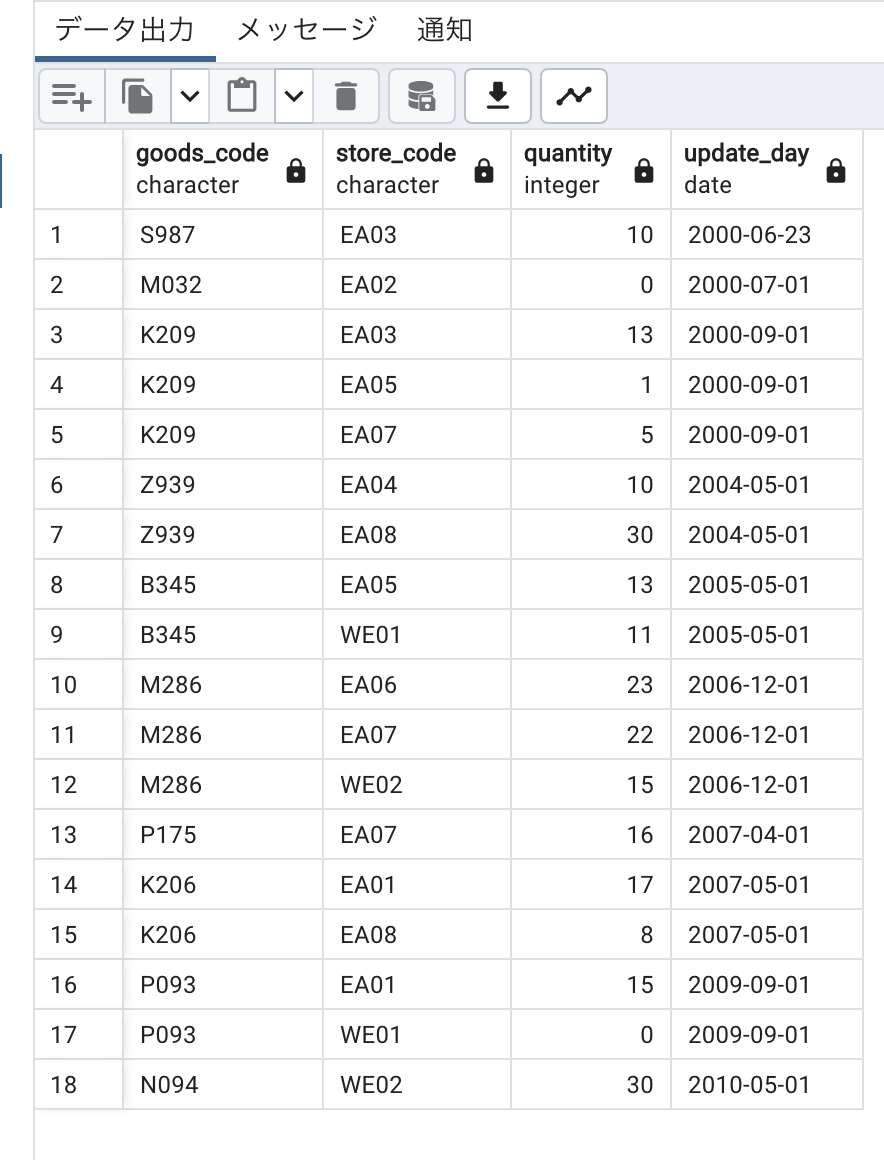 データ出力 メッセージ 通知
goods_code store_code quantity update_day
character character integer date
1 S987 EA03 10 2000-06-23
2 M032 EA02 0 2000-07-01
3 K209 EA03 13 2000-09-01
4 K209 EA05 1 2000-09-01
5 K209 EA07 5 2000-09-01
6 Z939 EA04 10 2004-05-01
7 Z939 EA08 30 2004-05-01
8 B345 EA05 13 2005-05-01
9 B345 WE01 11 2005-05-01
10 M286 EA06 23 2006-12-01
11 M286 EA07 22 2006-12-01
12 M286 WE02 15 2006-12-01
13 P175 EA07 16 2007-04-01
14 K206 EA01 17 2007-05-01
15 K206 EA08 8 2007-05-01
16 P093 EA01 15 2009-09-01
17 P093 WE01 0 2009-09-01
18 N094 WE02 30 2010-05-01